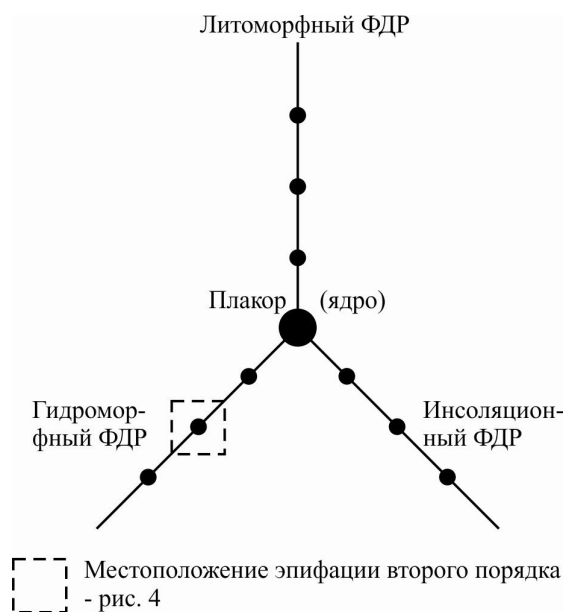 Литоморфный ФДР
Плакор (ядро)
Гидромор-
фный ФДР
Инсоляцион-
ный ФДР
Местоположение эпифации второго порядка
- рис. 4